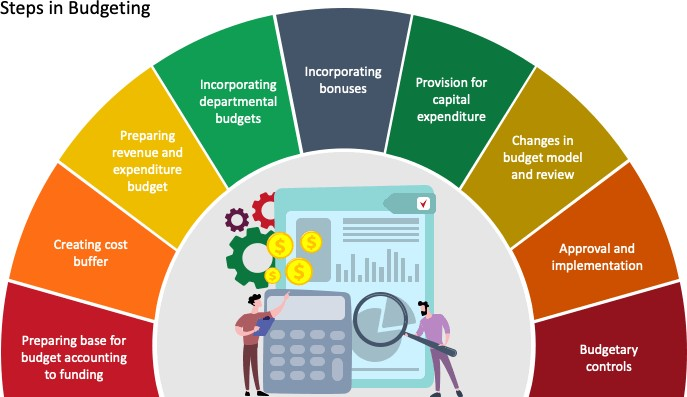 Steps in Budgeting
Preparing base for
budget accounting
to funding
Creating cost
buffer
Preparing
revenue and
expenditure
budget
Incorporating
departmental
budgets
Incorporating
bonuses
Provision for
capital
expenditure
Changes in
budget model
and review
Approval and
implementation
Budgetary
controls
$
$
$
$